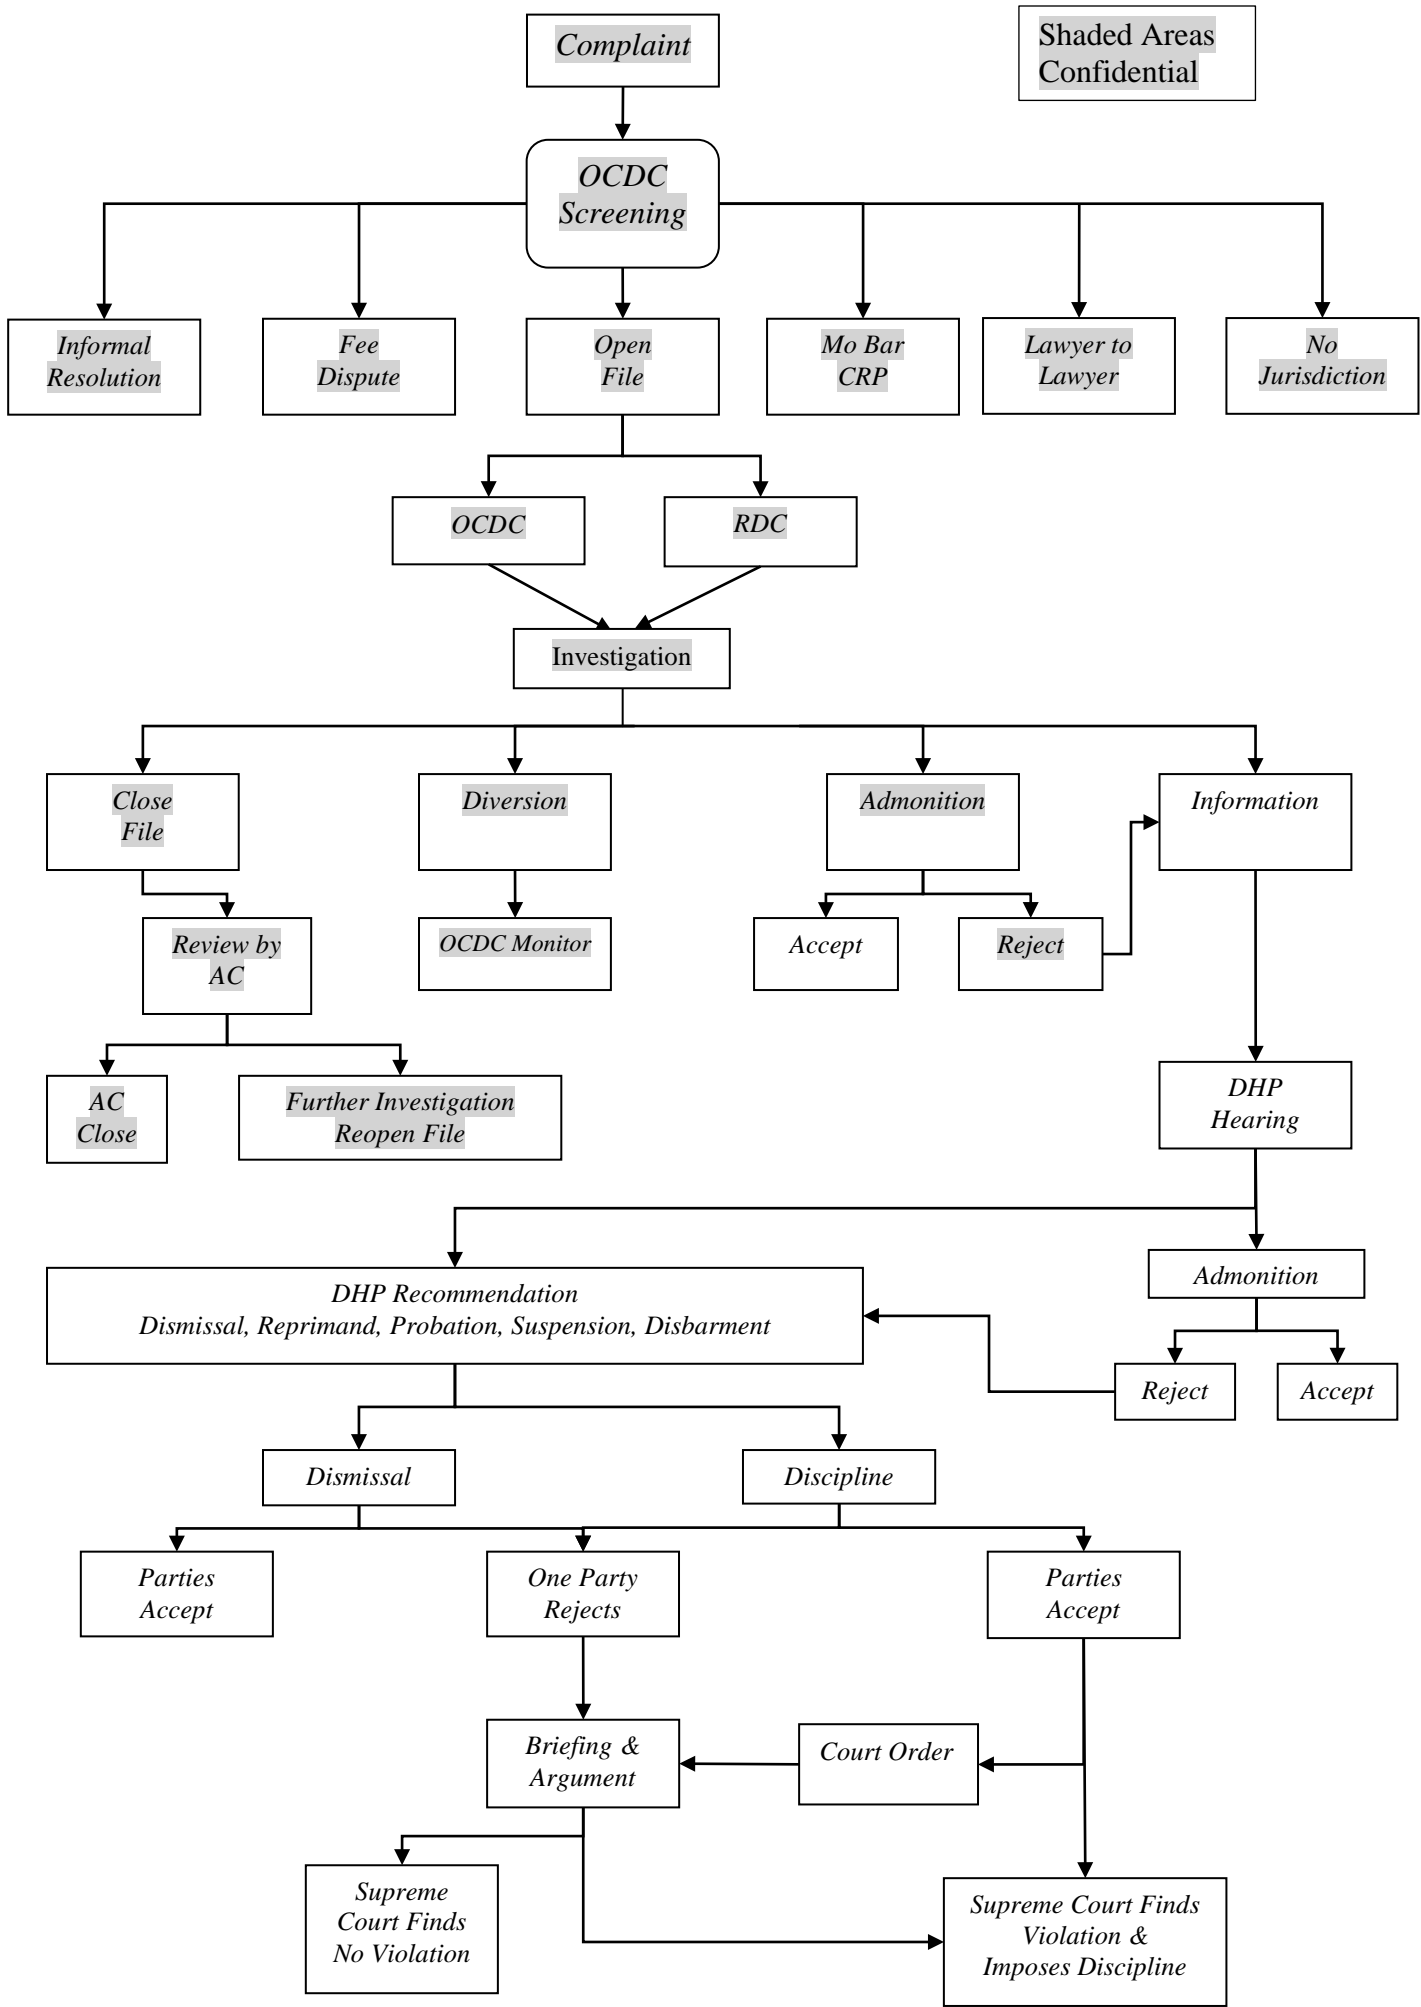 Complaint
Shaded Areas
Confidential
OCDC
Screening
Informal
Resolution
Fee
Dispute
Open
File
Mo Bar
CRP
Lawyer to
Lawyer
No
Jurisdiction
OCDC
RDC
Investigation
Close
File
Diversion
Admonition
Information
Review by
AC
OCDC Monitor
Accept
Reject
AC
Close
Further Investigation
Reopen File
DHP
Hearing
DHP Recommendation
Dismissal, Reprimand, Probation, Suspension, Disbarment
Admonition
Reject
Accept
Dismissal
Discipline
Parties
Accept
One Party
Rejects
Parties
Accept
Briefing &
Argument
Court Order
Supreme
Court Finds
No Violation
Supreme Court Finds
Violation &
Imposes Discipline